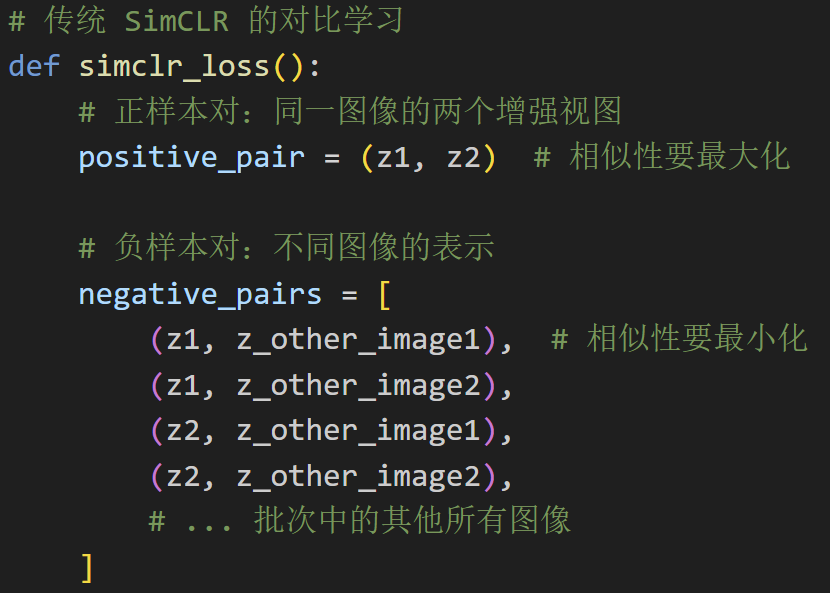 # 传统 SimCLR 的对比学习
def simclr_loss():
    # 正样本对：同一图像的两个增强视图
    positive_pair = (z1, z2)  # 相似性要最大化

    # 负样本对：不同图像的表示
    negative_pairs = [
        (z1, z_other_image1),  # 相似性要最小化
        (z1, z_other_image2),
        (z2, z_other_image1),
        (z2, z_other_image2),
        # ... 批次中的其他所有图像
    ]